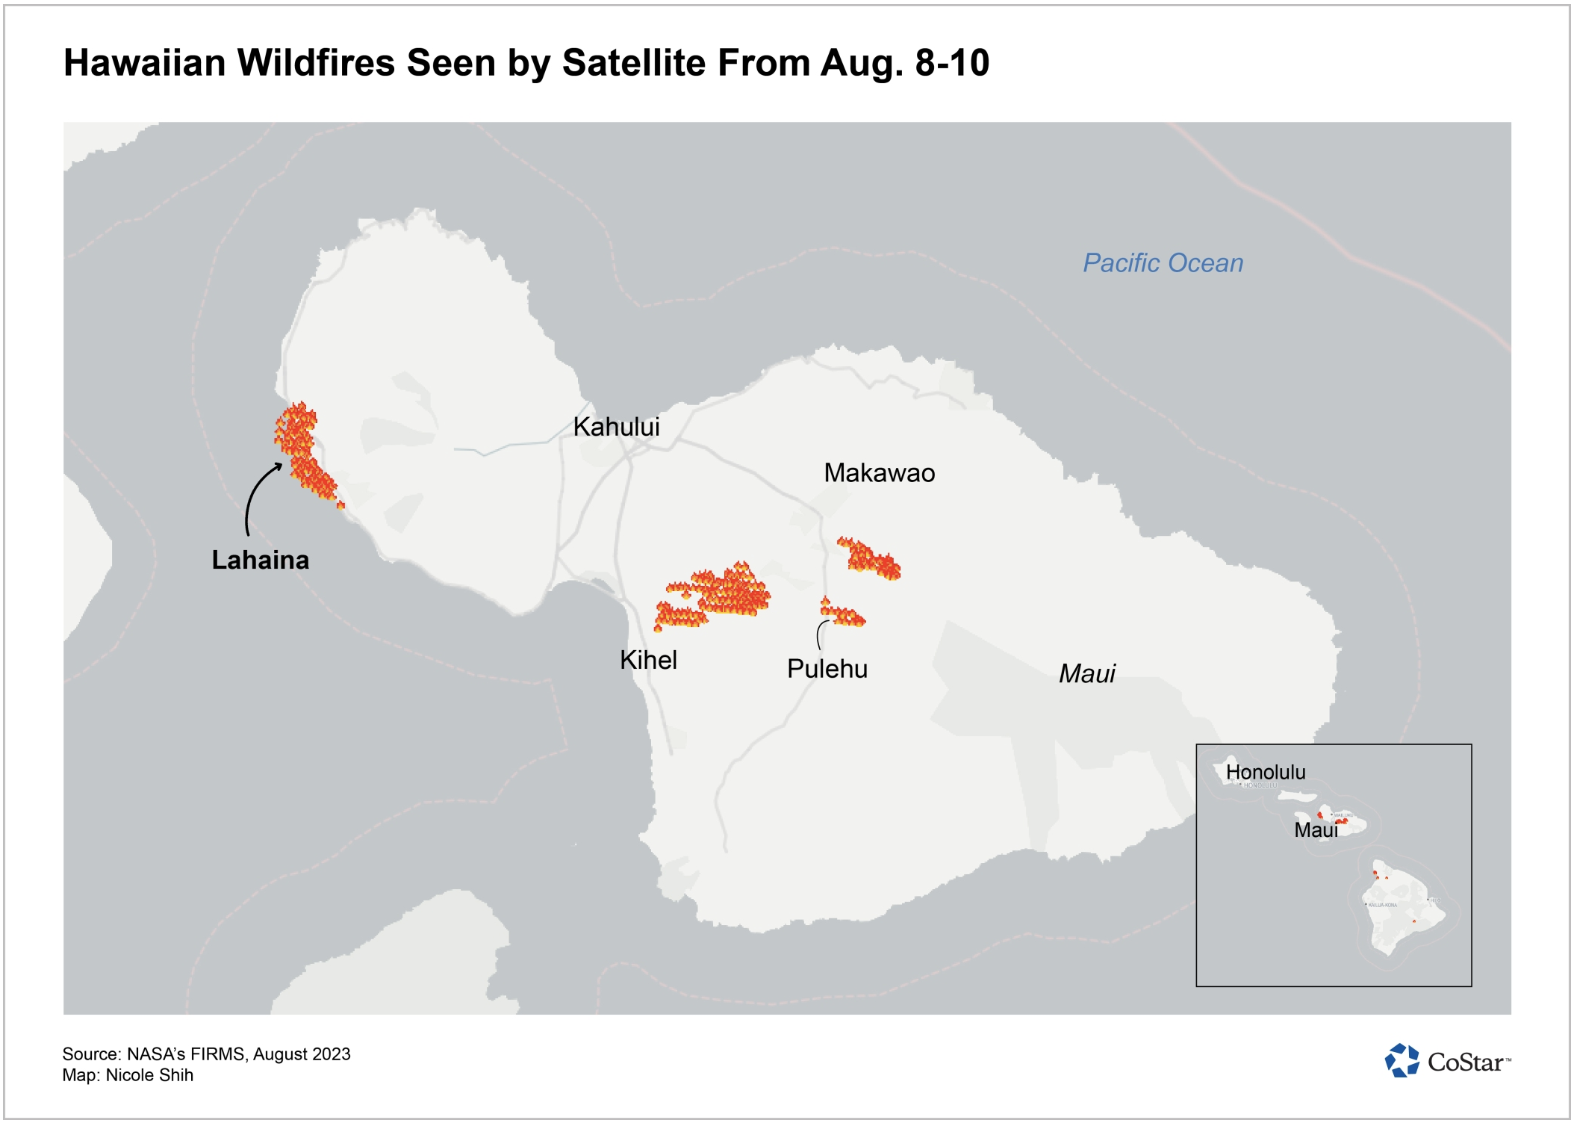 Hawaiian Wildfires Seen by Satellite From Aug. 8-10
Pacific Ocean
Kahului
Makawao
Lahaina
Kihel
Pulehu
Maui
Honolulu
Maui
Source: NASA's FIRMS, August 2023
Map: Nicole Shih
CoStar™